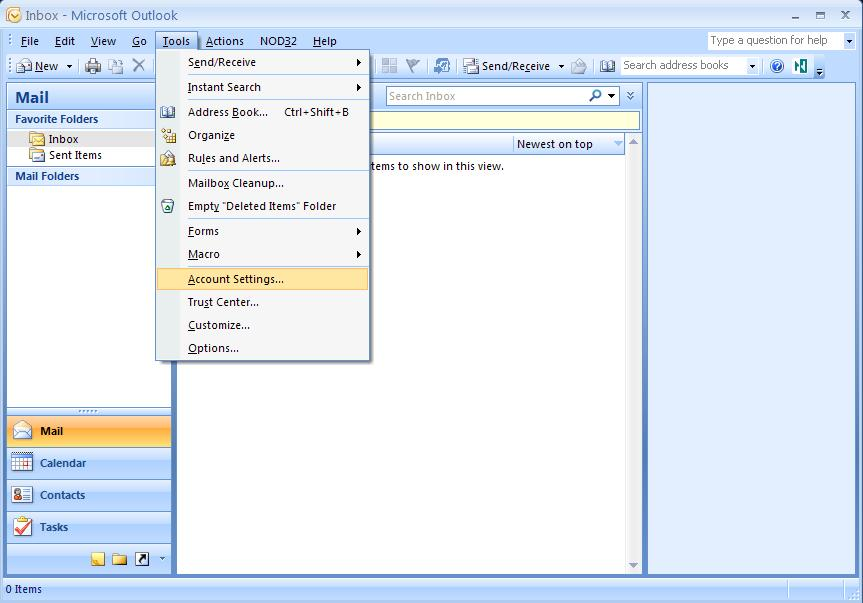 Inbox - Microsoft Outlook
File Edit View Go Tools Actions NOD32 Help Type a question for help
New Send/Receive Search address books
Mail
Favorite Folders
Inbox
Sent Items
Mail Folders
Send/Receive
Instant Search
Address Book... Ctrl+Shift+B
Organize
Rules and Alerts...
Mailbox Cleanup...
Empty "Deleted Items" Folder
Forms
Macro
Account Settings...
Trust Center...
Customize...
Options...
Search Inbox
Newest on top
tems to show in this view.
Mail
Calendar
Contacts
Tasks
0 Items